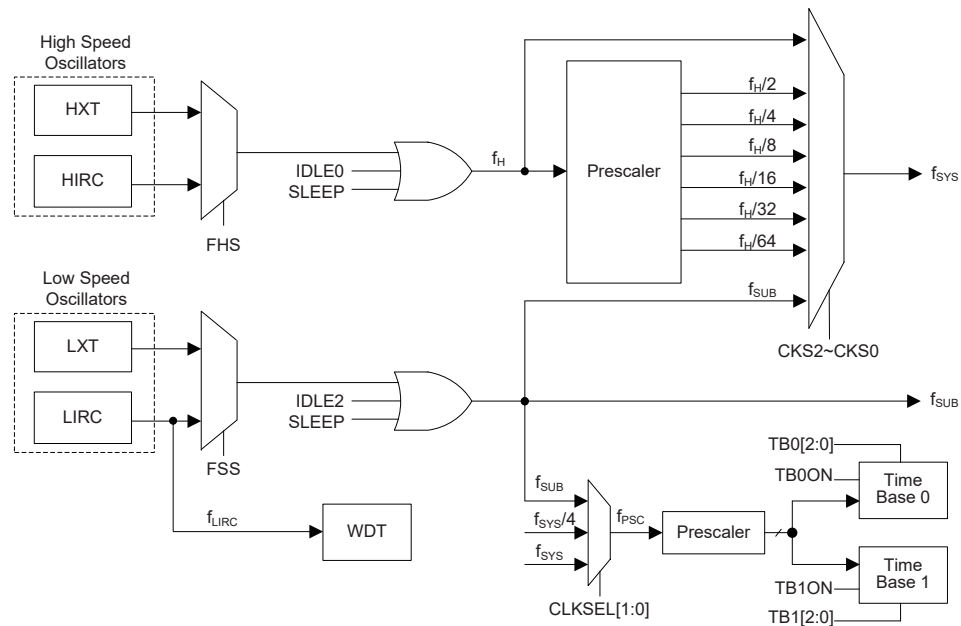 High Speed
Oscillators
HXT
HIRC
FHS
IDLE0
SLEEP
fH
Prescaler
fH/2
fH/4
fH/8
fH/16
fH/32
fH/64
fSUB
CKS2~CKS0
fSYS
Low Speed
Oscillators
LXT
LIRC
FSS
IDLE2
SLEEP
fSUB
fLIRC
WDT
fSUB
fSYS/4
fSYS
CLKSEL[1:0]
fPSC
Prescaler
TB0[2:0]
TB0ON
Time
Base 0
Time
Base 1
TB1ON
TB1[2:0]